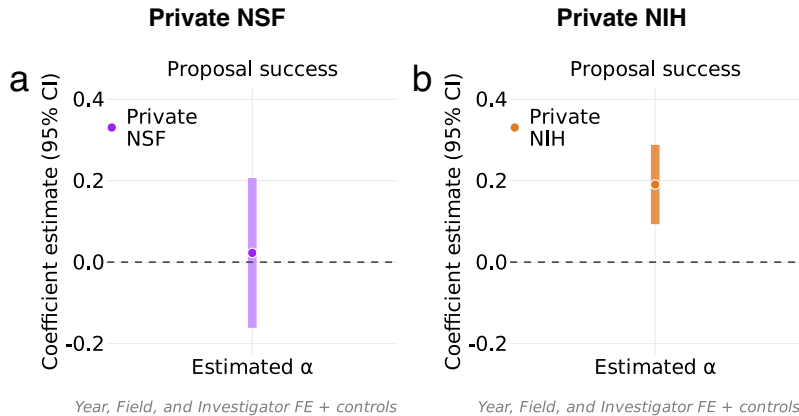 Private NSF
Private NIH
a
Proposal success
b
Proposal success
Coefficient estimate (95% CI)
0.4
0.2
0.0
-0.2
Private
NSF
Estimated α
Year, Field, and Investigator FE + controls
Coefficient estimate (95% CI)
0.4
0.2
0.0
-0.2
Private
NIH
Estimated α
Year, Field, and Investigator FE + controls